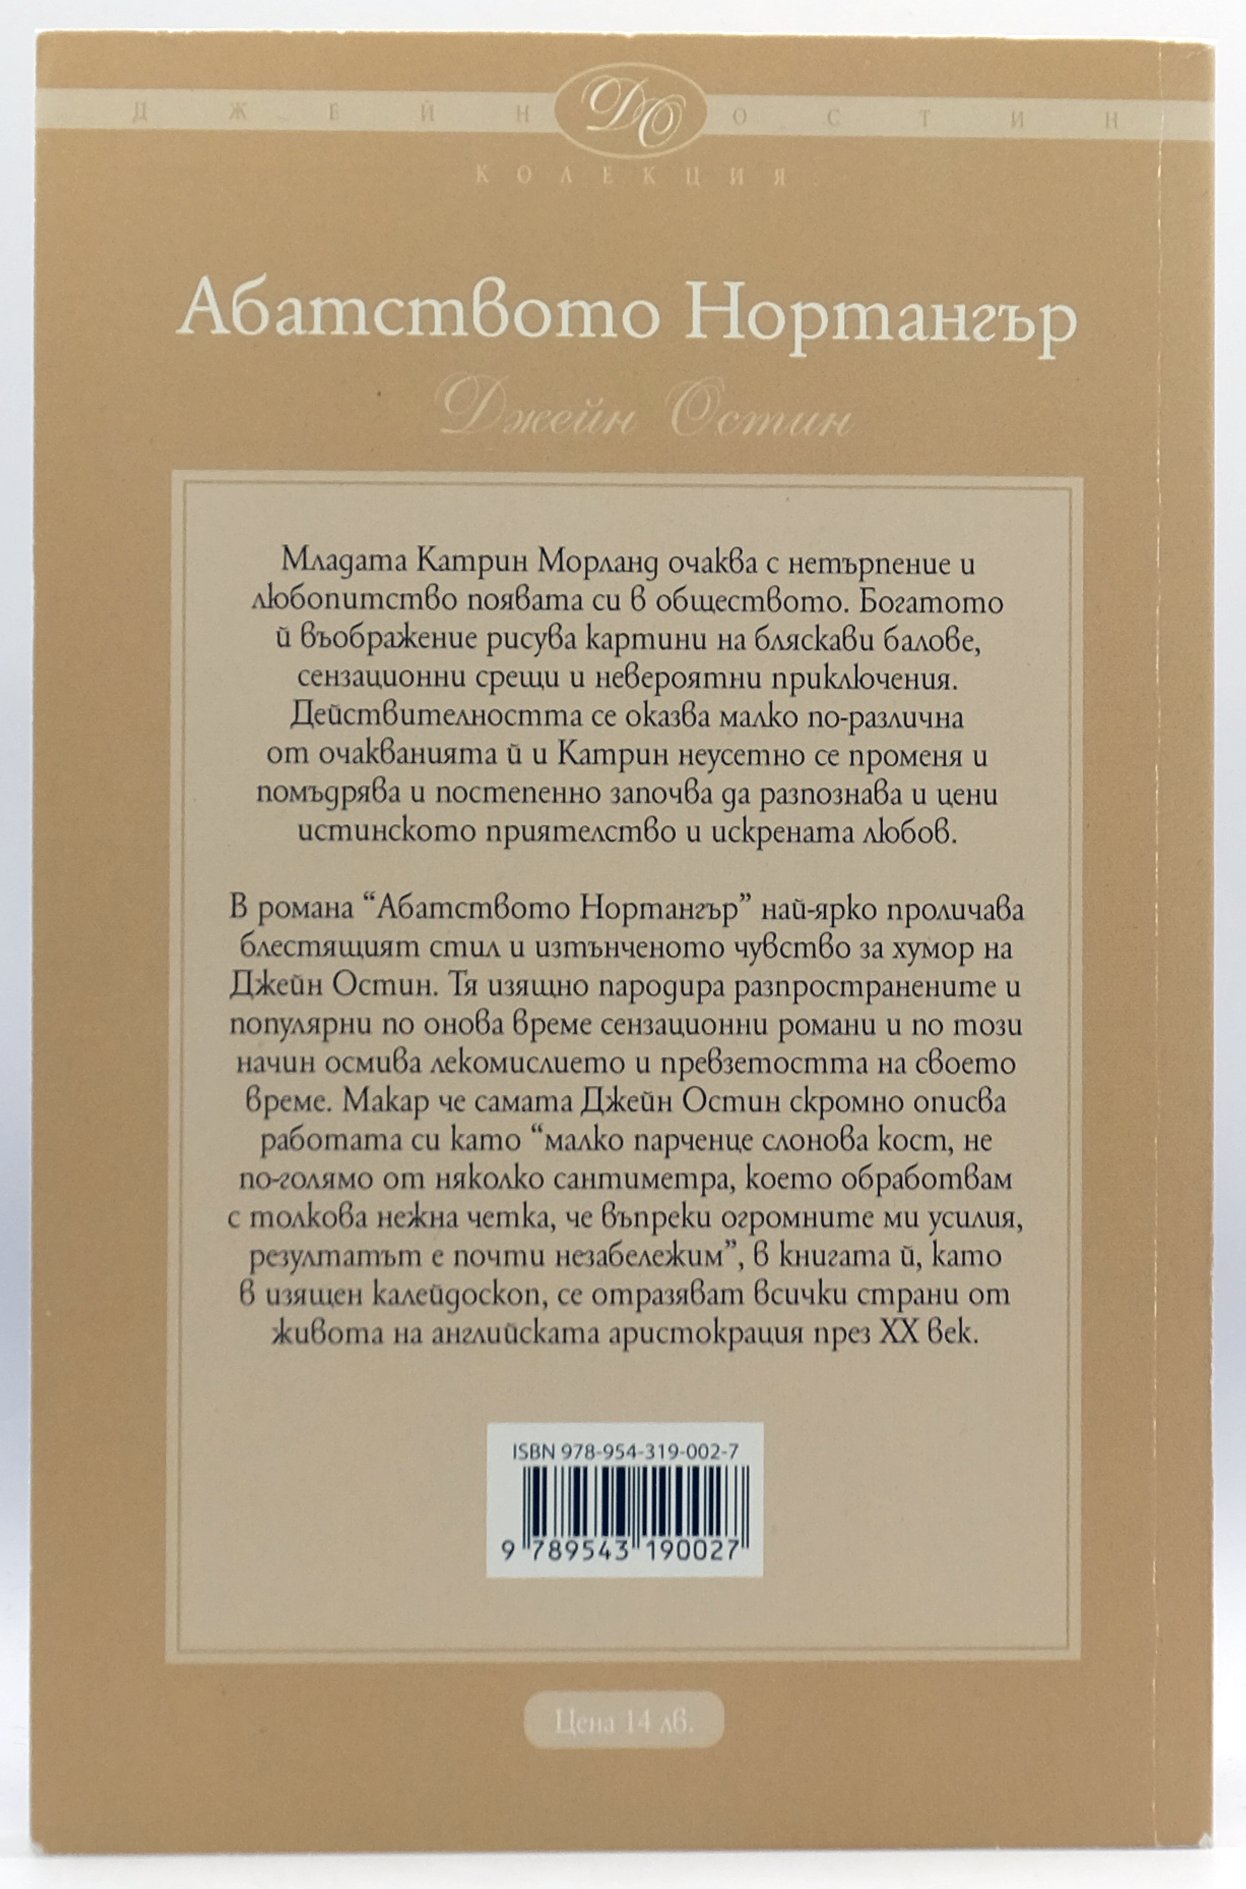 ДЖЕЙН ДО ОСТИН
КОЛЕКЦИЯ
Абатството Нортангър
Джейн Остин
Младата Катрин Морланд очаква с нетърпение и
любопитство появата си в обществото. Богатото
ѝ въображение рисува картини на бляскави балове,
сензационни срещи и невероятни приключения.
Действителността се оказва малко по-различна
от очакванията й и Катрин неусетно се променя и
помъдрява и постепенно започва да разпознава и цени
истинското приятелство и искрената любов.
В романа “Абатството Нортангър” най-ярко проличава
блестящият стил и изтънченото чувство за хумор на
Джейн Остин. Тя изящно пародира разпространените и
популярни по онова време сензационни романи и по този
начин осмива лекомислието и превзетостта на своето
време. Макар че самата Джейн Остин скромно описва
работата си като “малко парченце слонова кост, не
по-голямо от няколко сантиметра, което обработвам
с толкова нежна четка, че въпреки огромните ми усилия,
резултатът е почти незабележим”, в книгата й, като
в изящен калейдоскоп, се отразяват всички страни от
живота на английската аристокрация през XX век.
ISBN 978-954-319-002-7
9 789543 190027
Цена 14 лв.